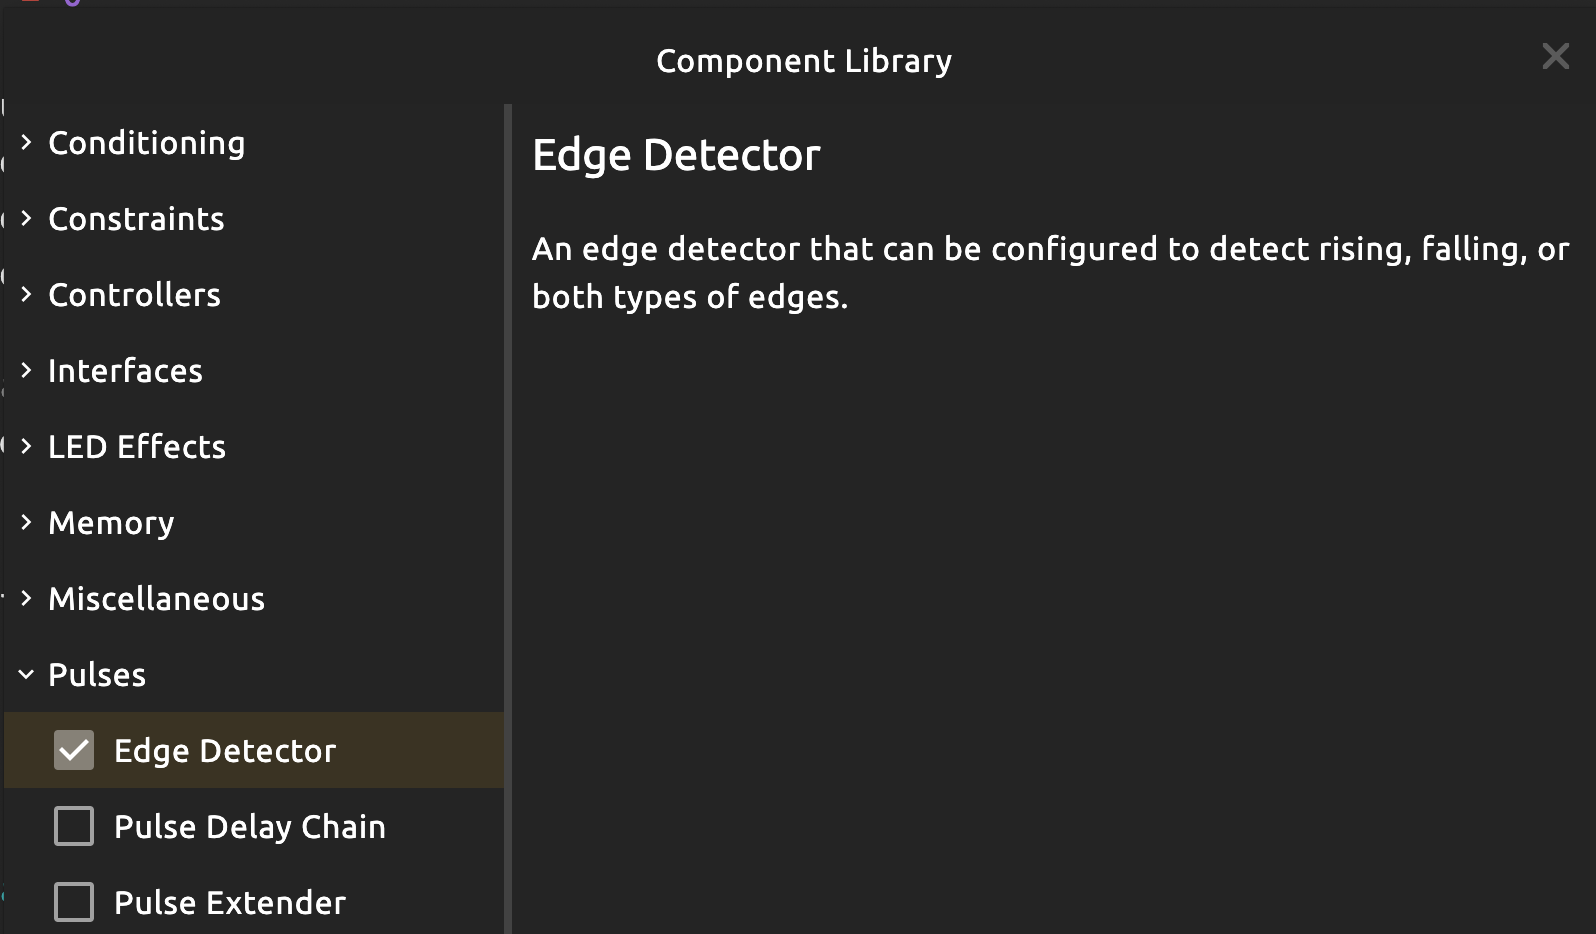 Component Library
Conditioning
Constraints
Controllers
Interfaces
LED Effects
Memory
Miscellaneous
Pulses
Edge Detector
Pulse Delay Chain
Pulse Extender
Edge Detector
An edge detector that can be configured to detect rising, falling, or
both types of edges.